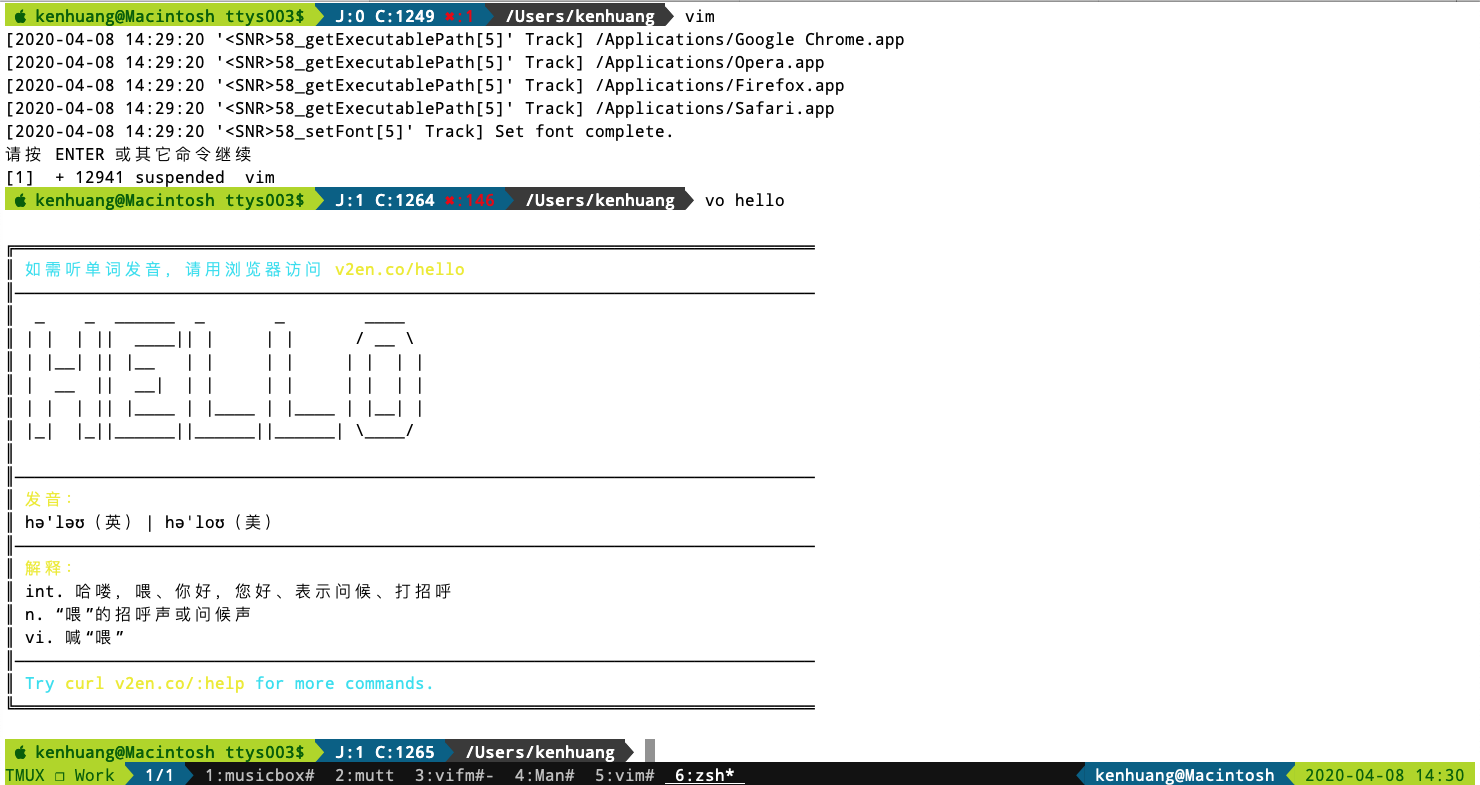 kenhuang@Macintosh ttys003$ J:0 C:1249 ✖:1 /Users/kenhuang vim
[2020-04-08 14:29:20 '<SNR>58_getExecutablePath[5]' Track] /Applications/Google Chrome.app
[2020-04-08 14:29:20 '<SNR>58_getExecutablePath[5]' Track] /Applications/Opera.app
[2020-04-08 14:29:20 '<SNR>58_getExecutablePath[5]' Track] /Applications/Firefox.app
[2020-04-08 14:29:20 '<SNR>58_getExecutablePath[5]' Track] /Applications/Safari.app
[2020-04-08 14:29:20 '<SNR>58_setFont[5]' Track] Set font complete.
请按 ENTER 或其它命令继续
[1]  + 12941 suspended  vim
kenhuang@Macintosh ttys003$ J:1 C:1264 ✖:146 /Users/kenhuang vo hello
如需听单词发音，请用浏览器访问 v2en.co/hello
HELLO
发音：
hə'ləʊ（英）| həˈloʊ（美）
解释：
int. 哈喽，喂、你好，您好、表示问候、打招呼
n. “喂”的招呼声或问候声
vi. 喊“喂”
Try curl v2en.co/:help for more commands.
kenhuang@Macintosh ttys003$ J:1 C:1265 /Users/kenhuang
TMUX ❐ Work 1/1 1:musicbox# 2:mutt 3:vifm#- 4:Man# 5:vim# 6:zsh* kenhuang@Macintosh 2020-04-08 14:30